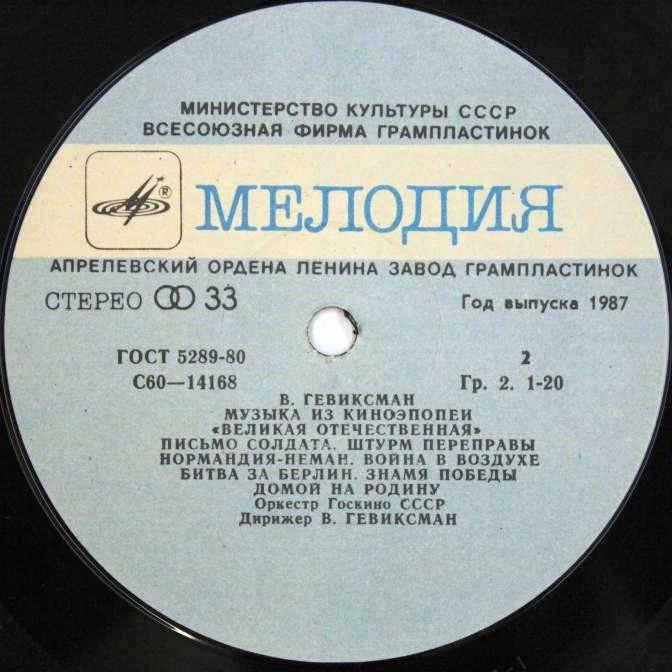 МИНИСТЕРСТВО КУЛЬТУРЫ СССР
ВСЕСОЮЗНАЯ ФИРМА ГРАМПЛАСТИНОК
®
МЕЛОДИЯ
АПРЕЛЕВСКИЙ ОРДЕНА ЛЕНИНА ЗАВОД ГРАМПЛАСТИНОК
СТЕРЕО 33 Год выпуска 1987
ГОСТ 5289-80 2
С60—14168 Гр. 2. 1-20
В. ГЕВИКСМАН
МУЗЫКА ИЗ КИНОЭПОПЕИ
«ВЕЛИКАЯ ОТЕЧЕСТВЕННАЯ»
ПИСЬМО СОЛДАТА. ШТУРМ ПЕРЕПРАВЫ
НОРМАНДИЯ-НЕМАН. ВОЙНА В ВОЗДУХЕ
БИТВА ЗА БЕРЛИН. ЗНАМЯ ПОБЕДЫ
ДОМОЙ НА РОДИНУ
Оркестр Госкино СССР
Дирижер В. ГЕВИКСМАН